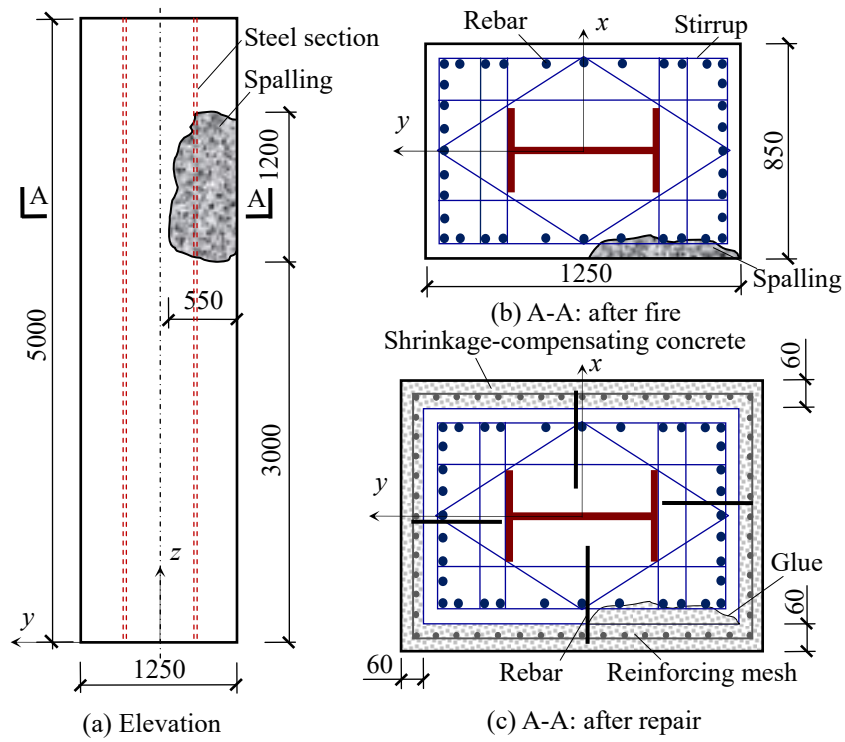 Steel section
Spalling
1200
A
A
550
5000
3000
z
y
1250
(a) Elevation
Rebar
x
Stirrup
y
850
1250
Spalling
(b) A-A: after fire
Shrinkage-compensating concrete
60
x
y
Glue
60
60
Rebar
Reinforcing mesh
(c) A-A: after repair